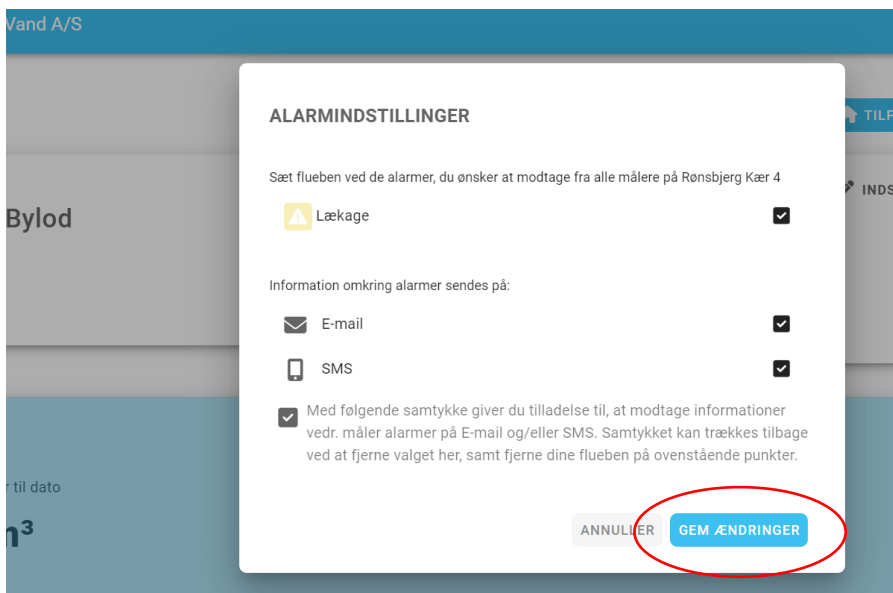 Vand A/S
ALARMINDSTILLINGER
TILF
Sæt flueben ved de alarmer, du ønsker at modtage fra alle målere på Rønsbjerg Kær 4
INDS
Bylod
Lækage
Information omkring alarmer sendes på:
E-mail
SMS
Med følgende samtykke giver du tilladelse til, at modtage informationer
vedr. måler alarmer på E-mail og/eller SMS. Samtykket kan trækkes tilbage
ved at fjerne valget her, samt fjerne dine flueben på ovenstående punkter.
r til dato
m³
ANNULLER
GEM ÆNDRINGER